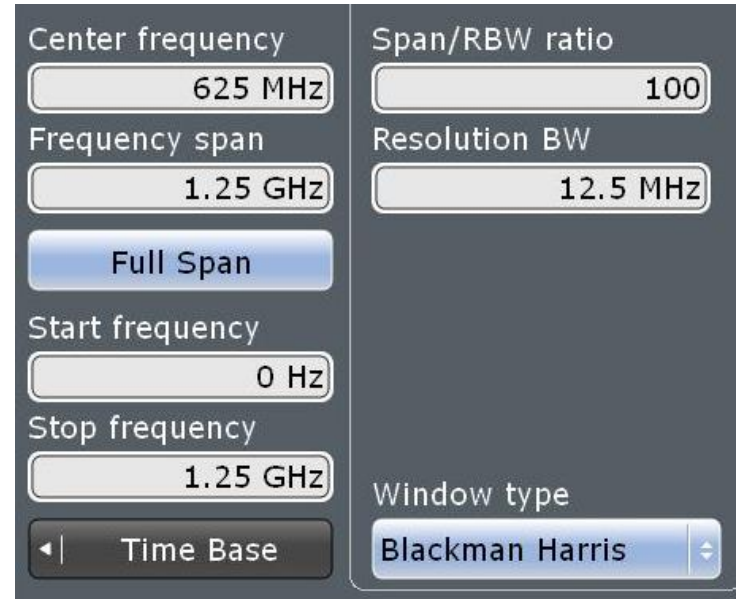 Center frequency
625 MHz
Frequency span
1.25 GHz
Full Span
Start frequency
0 Hz
Stop frequency
1.25 GHz
Time Base
Span/RBW ratio
100
Resolution BW
12.5 MHz
Window type
Blackman Harris